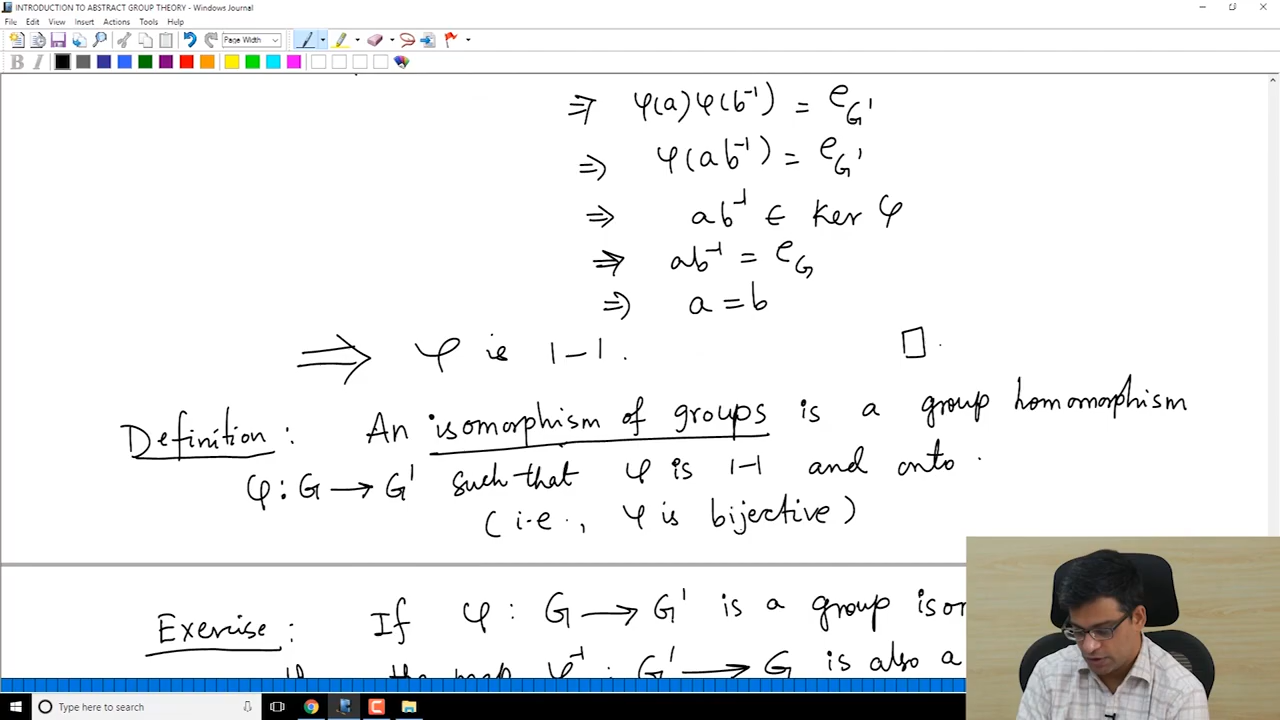 INTRODUCTION TO ABSTRACT GROUP THEORY - Windows Journal
File Edit View Insert Actions Tools Help
Page Width
B I
⇒ φ(a)φ(b⁻¹) = e_G'
⇒ φ(ab⁻¹) = e_G'
⇒ ab⁻¹ ∈ Ker φ
⇒ ab⁻¹ = e_G
⇒ a = b
⟹ φ is 1-1. □.
Definition: An isomorphism of groups is a group homomorphism
φ: G ⟶ G' such that φ is 1-1 and onto.
(i.e., φ is bijective)
Exercise: If φ: G ⟶ G' is a group
the map φ⁻¹: G' ⟶ G is also a
Type here to search